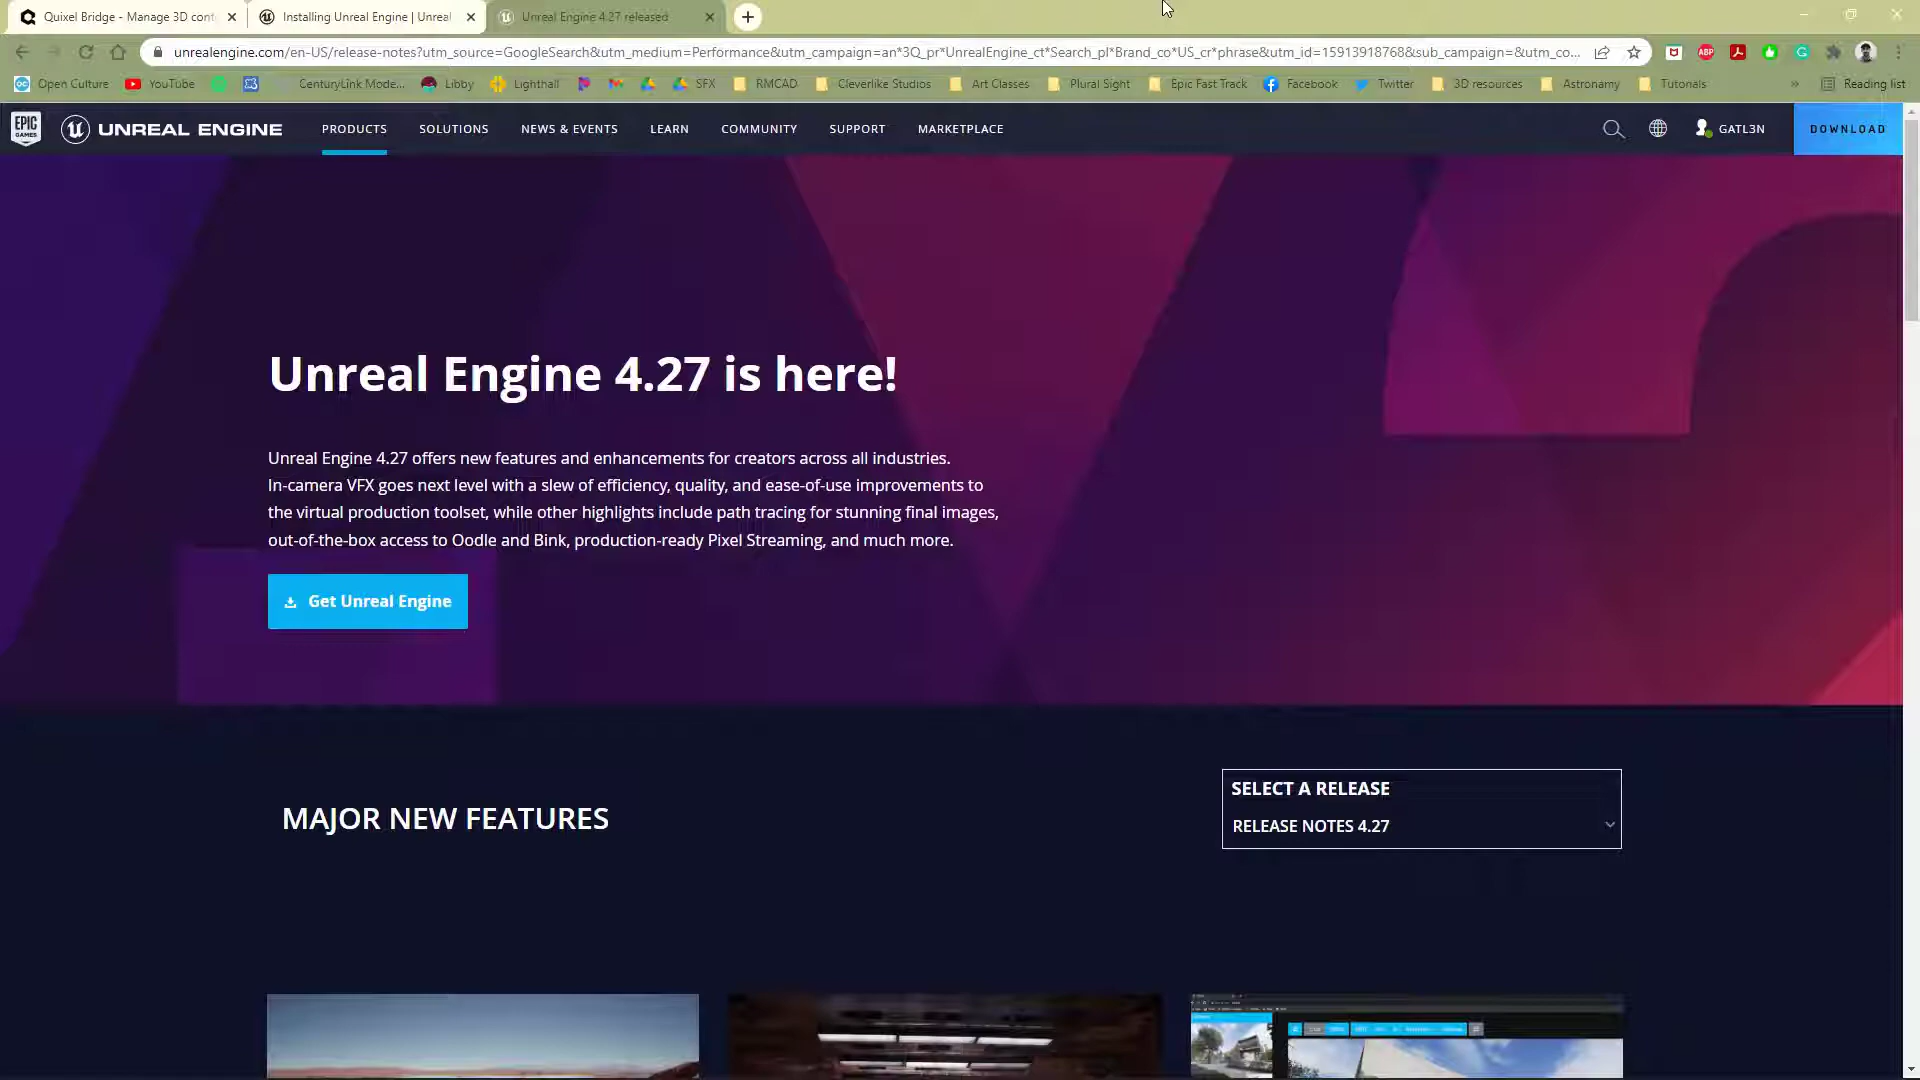 Quixel Bridge - Manage 3D cont
Installing Unreal Engine | Unreal
Unreal Engine 4.27 released
unrealengine.com/en-US/release-notes?utm_source=GoogleSearch&utm_medium=Performance&utm_campaign=an*3Q_pr*UnrealEngine_ct*Search_pl*Brand_co*US_cr*phrase&utm_id=15913918768&sub_campaign=&utm_co...
ABP
OC Open Culture YouTube CenturyLink Mode... Libby Lighthall SFX RMCAD Cleverlike Studios Art Classes Plural Sight Epic Fast Track Facebook Twitter 3D resources Astronamy Tutorials » Reading list
EPIC GAMES UNREAL ENGINE PRODUCTS SOLUTIONS NEWS & EVENTS LEARN COMMUNITY SUPPORT MARKETPLACE GATL3N DOWNLOAD
Unreal Engine 4.27 is here!
Unreal Engine 4.27 offers new features and enhancements for creators across all industries.
In-camera VFX goes next level with a slew of efficiency, quality, and ease-of-use improvements to
the virtual production toolset, while other highlights include path tracing for stunning final images,
out-of-the-box access to Oodle and Bink, production-ready Pixel Streaming, and much more.
Get Unreal Engine
SELECT A RELEASE
MAJOR NEW FEATURES
RELEASE NOTES 4.27